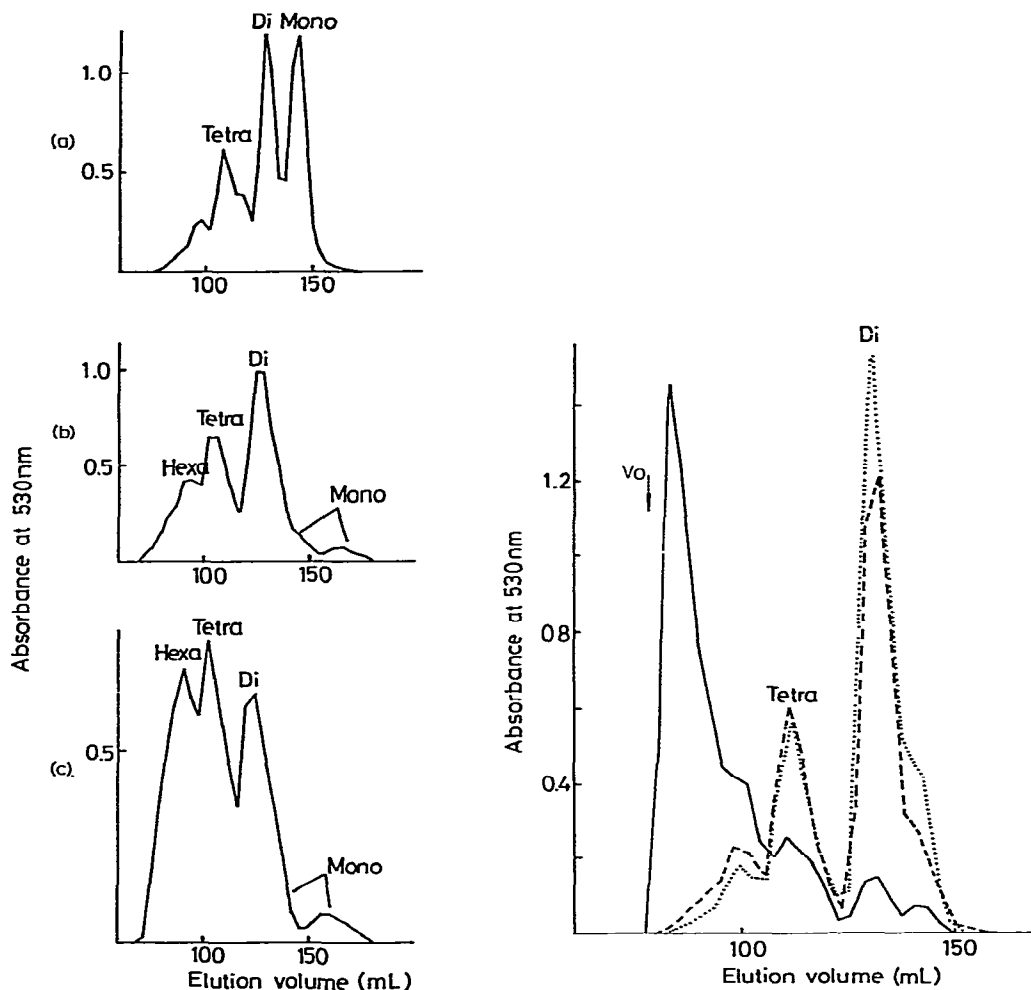 Di Mono
1.0
Tetra
(a)
0.5
100 150
Di
1.0
Tetra
(b)
Hexa
0.5
Mono
100 150
Tetra
Hexa
Di
0.5
(c).
Mono
100 150
Elution volume (mL)
Absorbance at 530nm
Di
Vo
1.2
0.8
Tetra
0.4
100 150
Elution volume (mL)
Absorbance at 530nm